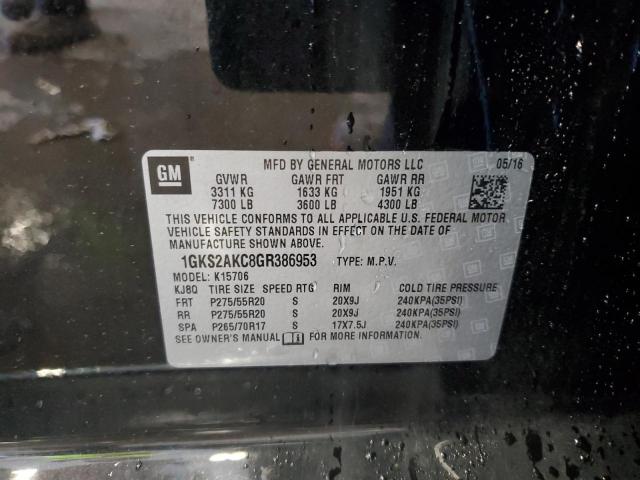 GM
MFD BY GENERAL MOTORS LLC 05/16
GVWR GAWR FRT GAWR RR
3311 KG 1633 KG 1951 KG
7300 LB 3600 LB 4300 LB
THIS VEHICLE CONFORMS TO ALL APPLICABLE U.S. FEDERAL MOTOR
VEHICLE SAFETY STANDARDS IN EFFECT ON THE DATE OF
MANUFACTURE SHOWN ABOVE.
1GKS2AKC8GR386953 TYPE: M.P.V.
MODEL: K15706
KJ8Q TIRE SIZE SPEED RTG RIM COLD TIRE PRESSURE
FRT P275/55R20 S 20X9J 240KPA(35PSI)
RR P275/55R20 S 20X9J 240KPA(35PSI)
SPA P265/70R17 S 17X7.5J 240KPA(35PSI)
SEE OWNER'S MANUAL FOR MORE INFORMATION.